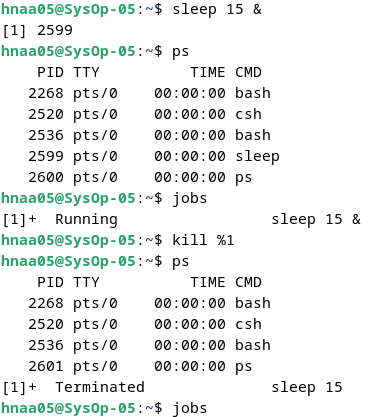 hnaa05@SysOp-05:~$ sleep 15 &
[1] 2599
hnaa05@SysOp-05:~$ ps
    PID TTY          TIME CMD
   2268 pts/0    00:00:00 bash
   2520 pts/0    00:00:00 csh
   2536 pts/0    00:00:00 bash
   2599 pts/0    00:00:00 sleep
   2600 pts/0    00:00:00 ps
hnaa05@SysOp-05:~$ jobs
[1]+  Running                 sleep 15 &
hnaa05@SysOp-05:~$ kill %1
hnaa05@SysOp-05:~$ ps
    PID TTY          TIME CMD
   2268 pts/0    00:00:00 bash
   2520 pts/0    00:00:00 csh
   2536 pts/0    00:00:00 bash
   2601 pts/0    00:00:00 ps
[1]+  Terminated              sleep 15
hnaa05@SysOp-05:~$ jobs